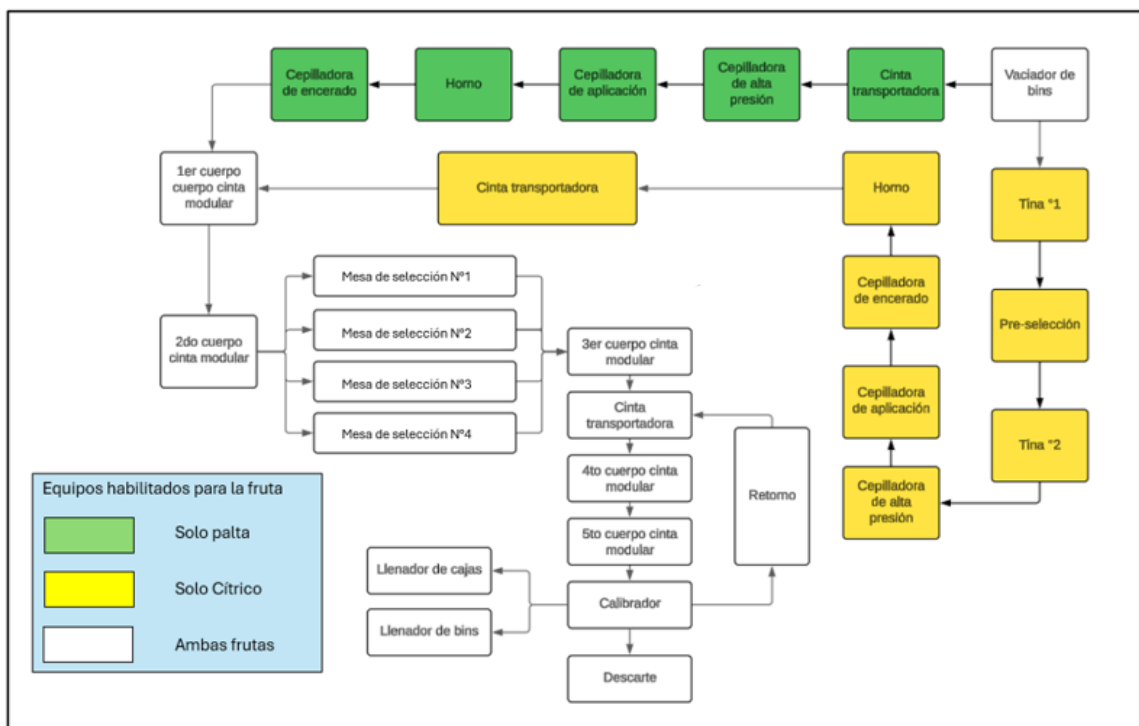 Cepilladora
de encerado
Horno
Cepilladora
de aplicación
Cepilladora
de alta
presión
Cinta
transportadora
Vaciador de
bins
1er cuerpo
cuerpo cinta
modular
Cinta transportadora
Horno
Tina °1
Mesa de selección N°1
Cepilladora
de encerado
Pre-selección
2do cuerpo
cinta modular
Mesa de selección N°2
3er cuerpo cinta
modular
Mesa de selección N°3
Cepilladora
de aplicación
Cinta
transportadora
Mesa de selección N°4
Tina °2
4to cuerpo cinta
modular
Retorno
Cepilladora
de alta
presión
Equipos habilitados para la fruta
Solo palta
5to cuerpo cinta
modular
Llenador de cajas
Solo Cítrico
Calibrador
Llenador de bins
Ambas frutas
Descarte